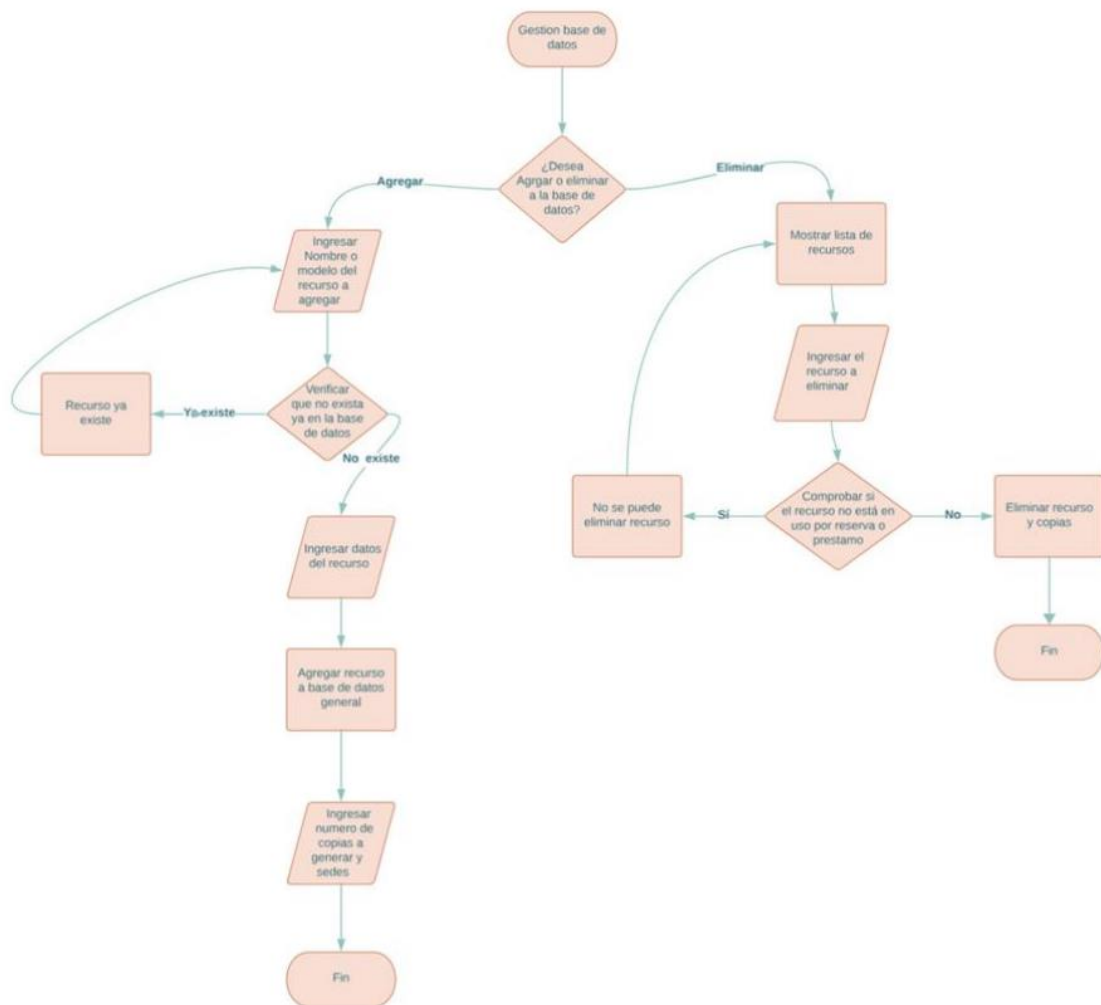 Gestion base de
datos
¿Desea
Agrgar o eliminar
a la base de
datos?
Agregar
Eliminar
Ingresar
Nombre o
modelo del
recurso a
agregar
Mostrar lista de
recursos
Ingresar el
recurso a
eliminar
Recurso ya
existe
Ya existe
Verificar
que no exista
ya en la base
de datos
No existe
No se puede
eliminar recurso
Sí
Comprobar si
el recurso no está en
uso por reserva o
prestamo
No
Eliminar recurso
y copias
Ingresar datos
del recurso
Fin
Agregar recurso
a base de datos
general
Ingresar
numero de
copias a
generar y
sedes
Fin